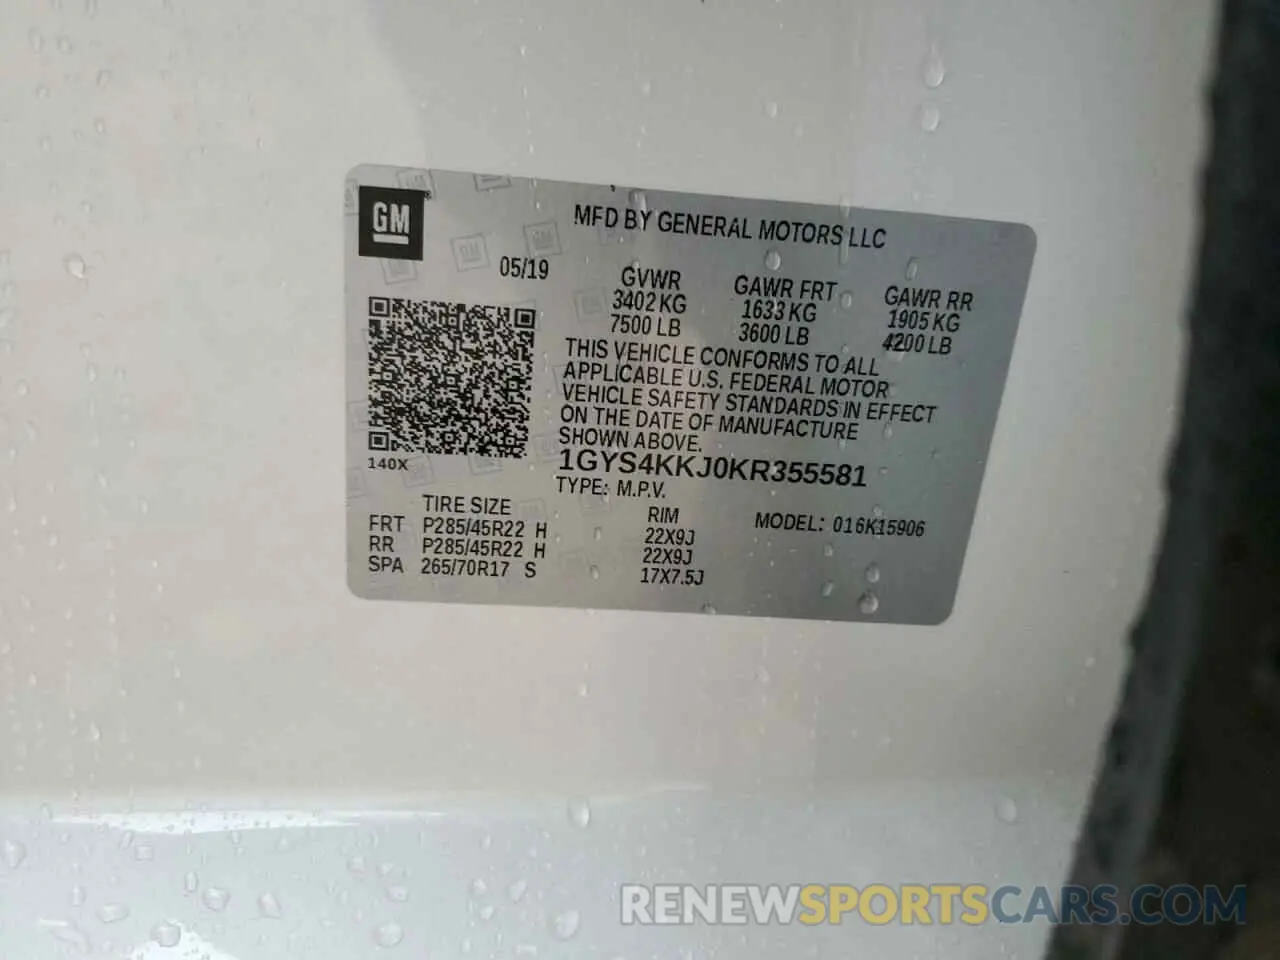 GM
MFD BY GENERAL MOTORS LLC
05/19
GVWR GAWR FRT GAWR RR
3402 KG 1633 KG 1905 KG
7500 LB 3600 LB 4200 LB
THIS VEHICLE CONFORMS TO ALL
APPLICABLE U.S. FEDERAL MOTOR
VEHICLE SAFETY STANDARDS IN EFFECT
ON THE DATE OF MANUFACTURE
SHOWN ABOVE.
140X
1GYS4KKJ0KR355581
TYPE: M.P.V.
TIRE SIZE RIM MODEL: 016K15906
FRT P285/45R22 H 22X9J
RR P285/45R22 H 22X9J
SPA 265/70R17 S 17X7.5J
RENEWSPORTSCARS.COM